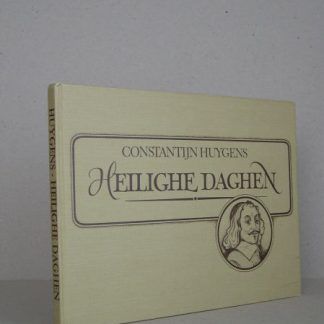 HUYGENS · HEILIGHE DAGHEN
CONSTANTIJN HUYGENS
HEILIGHE DAGHEN